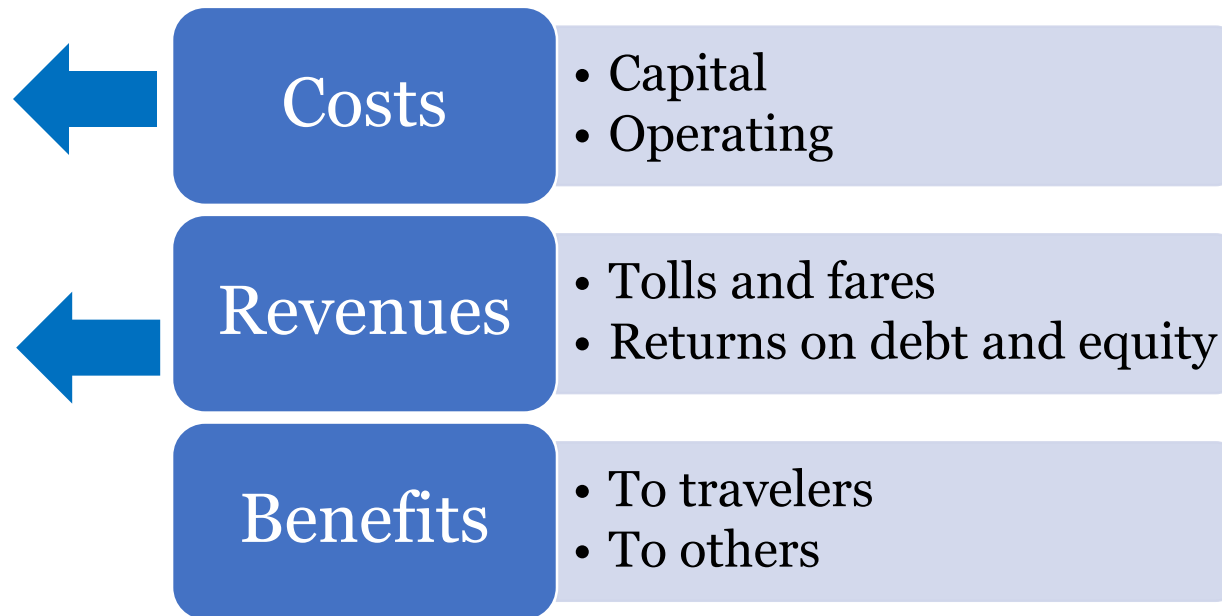 Costs
• Capital
• Operating
Revenues
• Tolls and fares
• Returns on debt and equity
Benefits
• To travelers
• To others